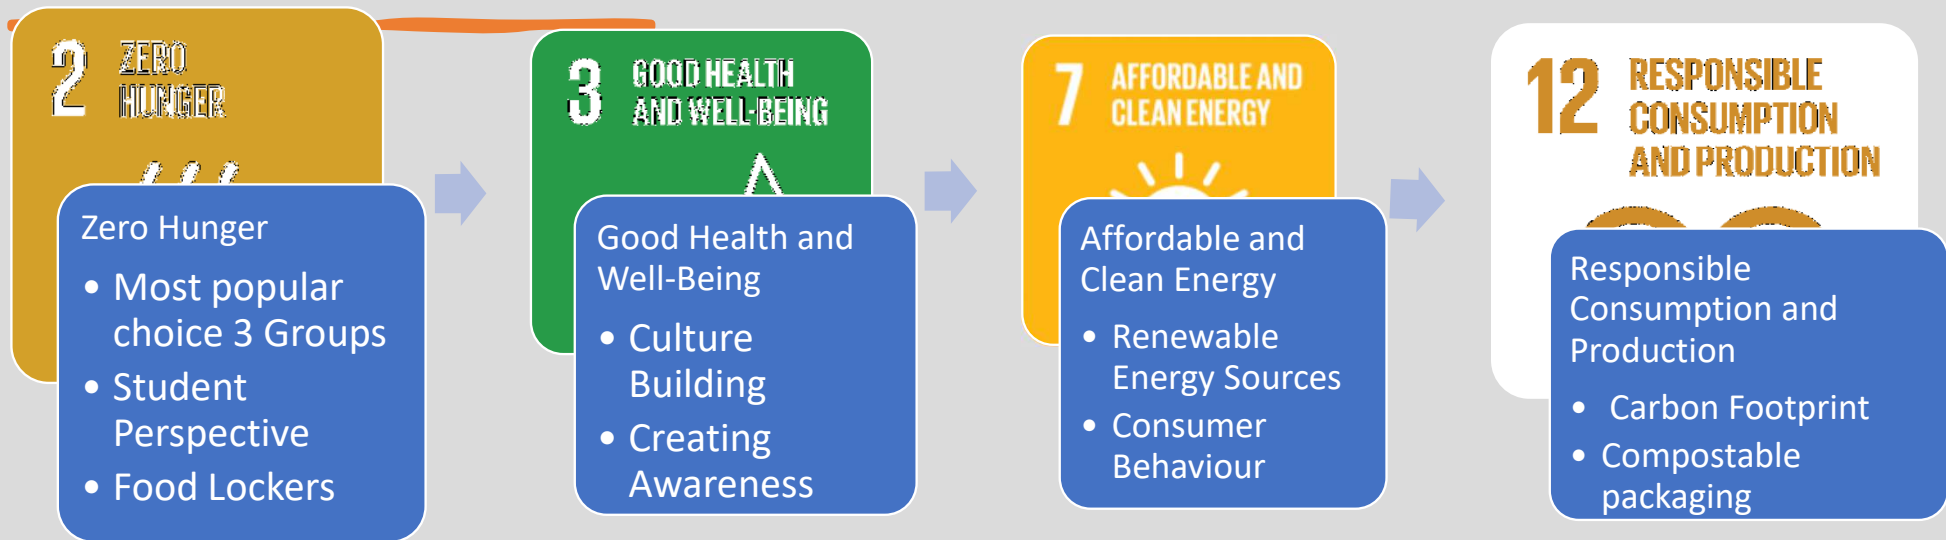 2 ZERO
HUNGER
Zero Hunger
• Most popular
choice 3 Groups
• Student
Perspective
• Food Lockers
3 GOOD HEALTH
AND WELL-BEING
Good Health and
Well-Being
• Culture
Building
• Creating
Awareness
7 AFFORDABLE AND
CLEAN ENERGY
Affordable and
Clean Energy
• Renewable
Energy Sources
• Consumer
Behaviour
12 RESPONSIBLE
CONSUMPTION
AND PRODUCTION
Responsible
Consumption and
Production
• Carbon Footprint
• Compostable
packaging